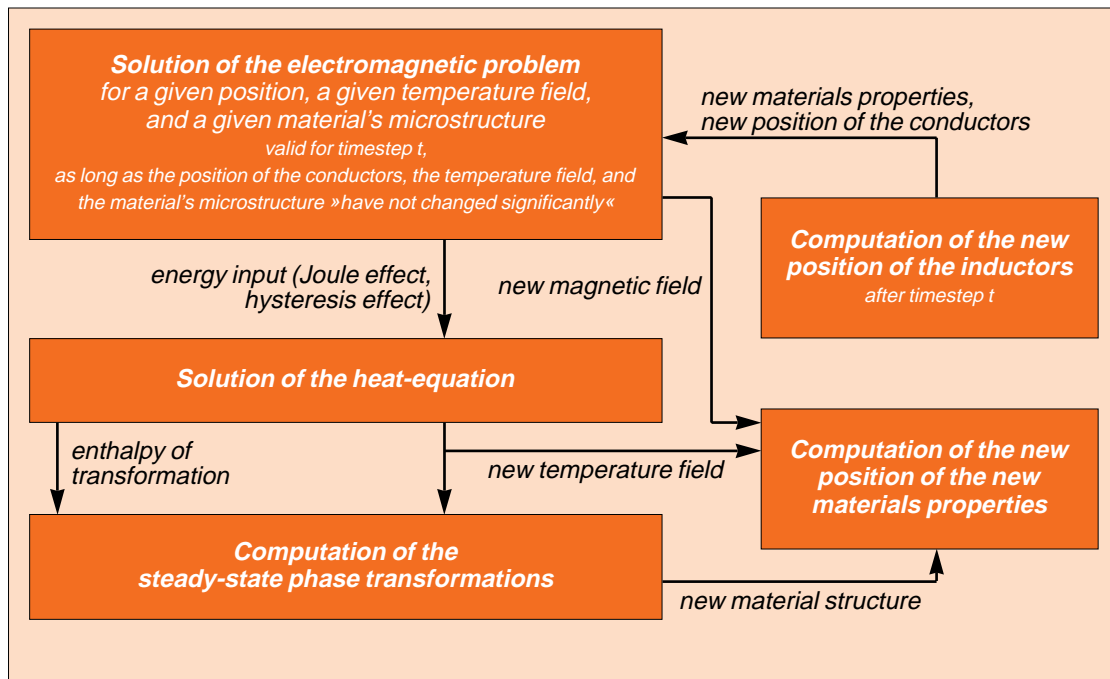 Solution of the electromagnetic problem
for a given position, a given temperature field,
and a given material's microstructure
valid for timestep t,
as long as the position of the conductors, the temperature field, and
the material's microstructure »have not changed significantly«
new materials properties,
new position of the conductors
Computation of the new
position of the inductors
after timestep t
energy input (Joule effect,
hysteresis effect)
new magnetic field
Solution of the heat-equation
enthalpy of
transformation
new temperature field
Computation of the new
position of the new
materials properties
Computation of the
steady-state phase transformations
new material structure